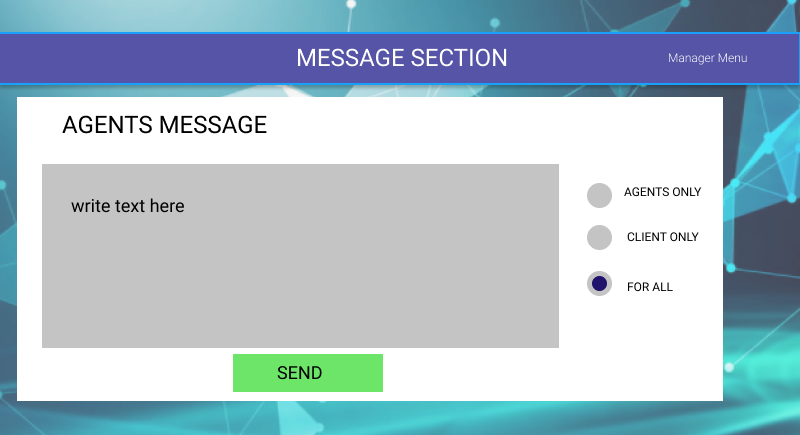 MESSAGE SECTION
Manager Menu
AGENTS MESSAGE
write text here
AGENTS ONLY
CLIENT ONLY
FOR ALL
SEND